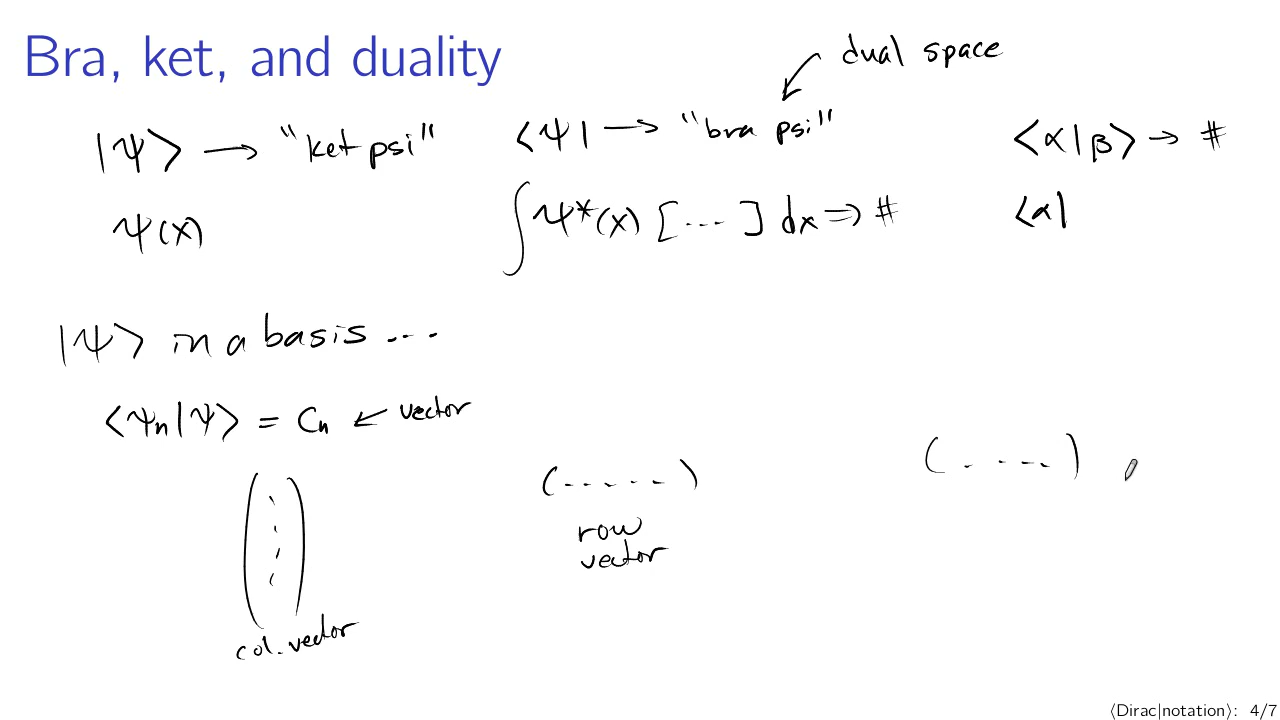 Bra, ket, and duality
dual space
|ψ⟩ → "ket psi"
⟨ψ| → "bra psi"
⟨α|β⟩ → #
ψ(x)
∫ψ*(x) [...] dx ⇒ #
⟨α|
|ψ⟩ in a basis ...
⟨ψₙ|ψ⟩ = Cₙ ← vector
(.....)
(....)
row
vector
col. vector
⟨Dirac|notation⟩: 4/7